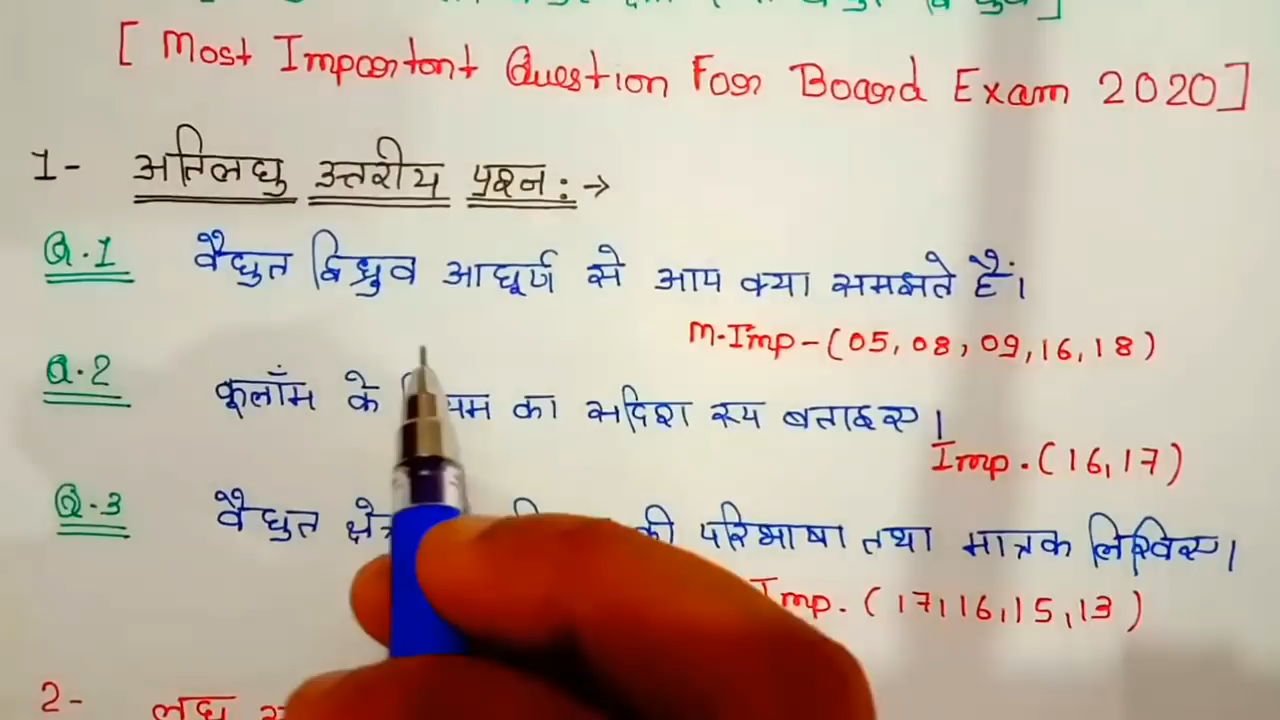 [ Most Important Question For Board Exam 2020]
1- अतिलघु उत्तरीय प्रश्न: →
Q.1 वैद्युत द्विध्रुव आघूर्ण से आप क्या समझते हैं।
M.Imp - (05, 08, 09, 16, 18)
Q.2 कूलॉम के का सदिश रूप बताइए।
Imp. (16, 17)
Q.3 वैद्युत की परिभाषा तथा मात्रक लिखिए।
Imp. (17, 16, 15, 13)
2- लघु